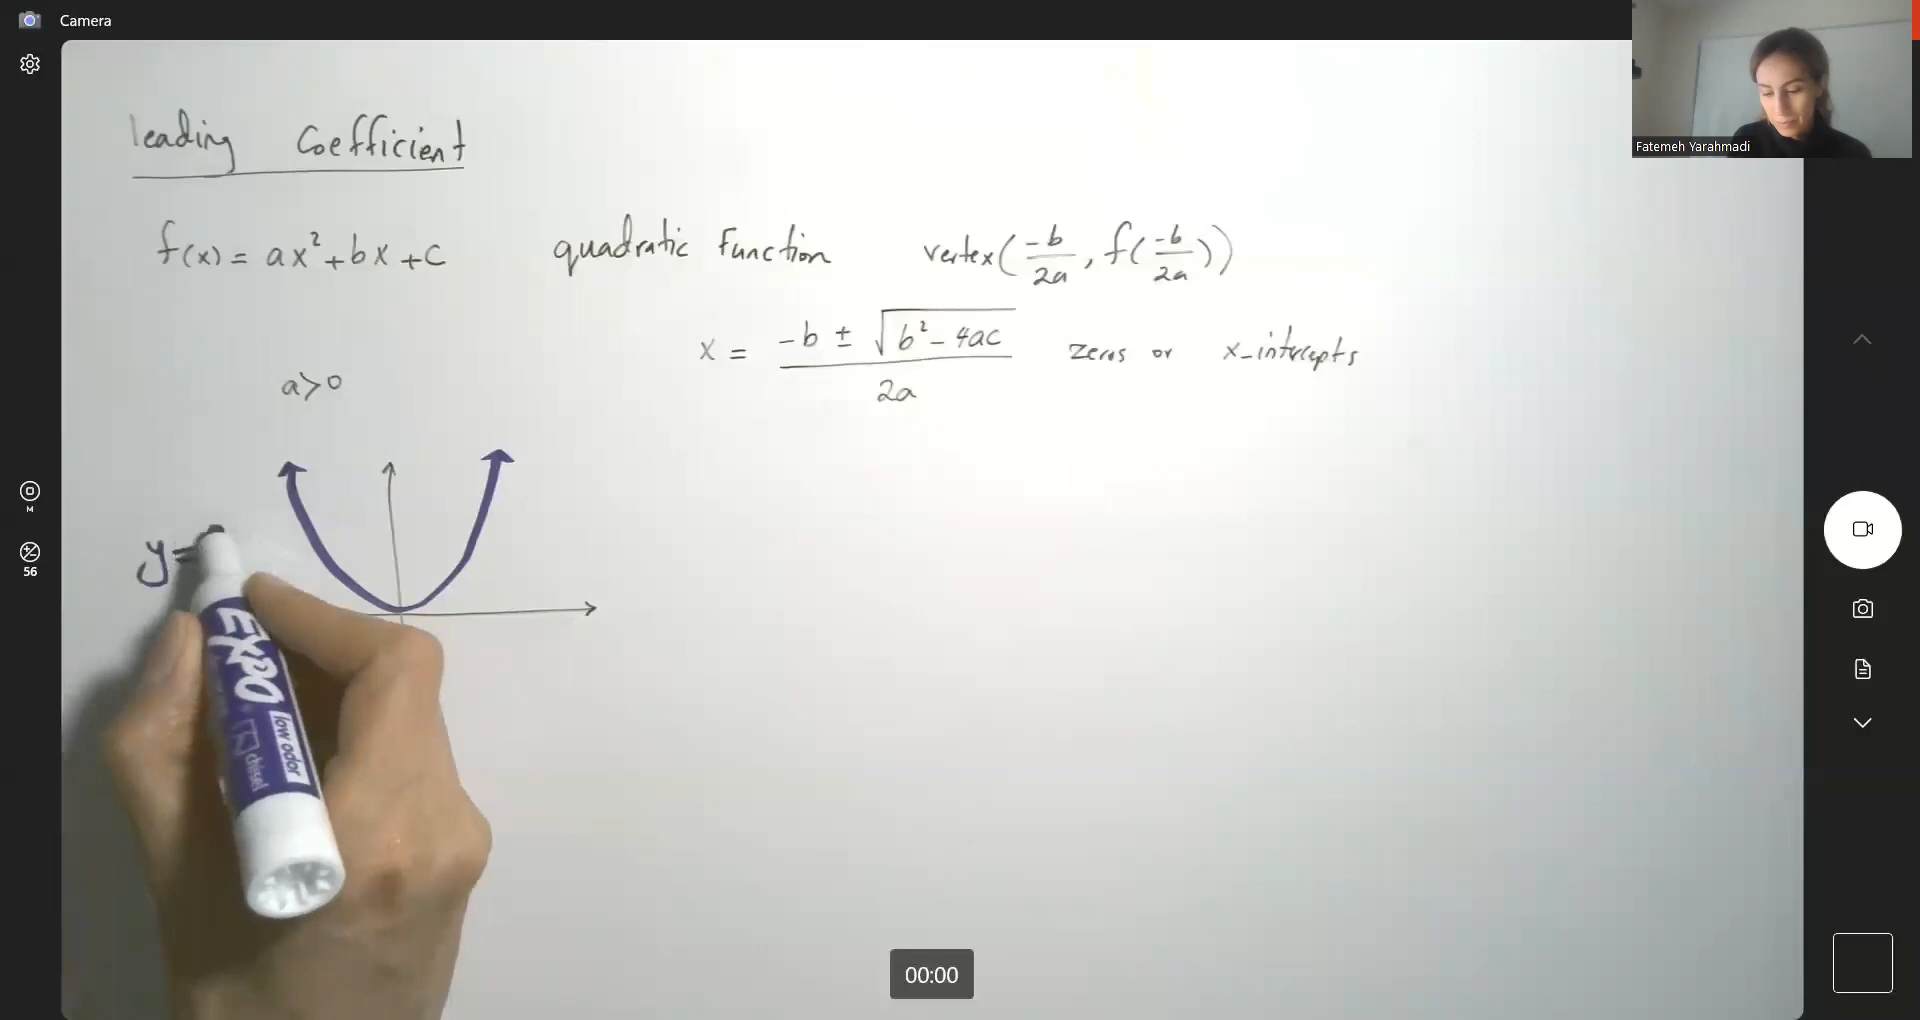 Camera
Fatemeh Yarahmadi
leading Coefficient
f(x) = ax²+bx+c quadratic Function vertex(-b/2a, f(-b/2a))
x = (-b ± √(b²-4ac))/2a zeros or x-intercepts
a>0
y=
M
56
EXPO
low odor
chisel
00:00